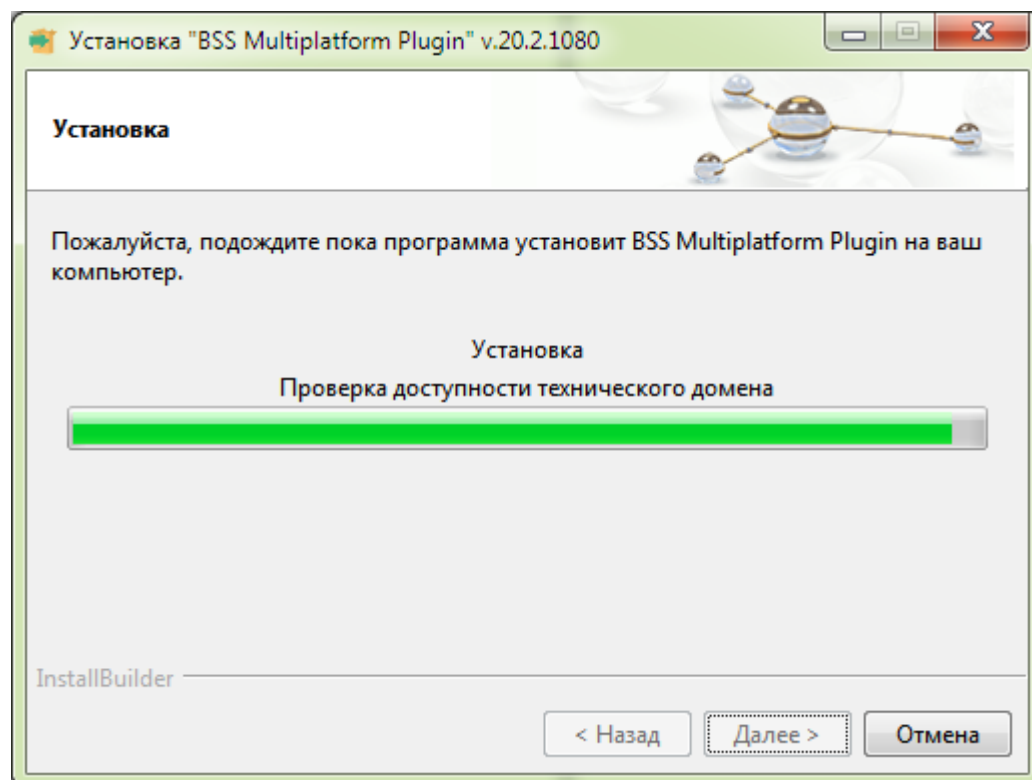 Установка "BSS Multiplatform Plugin" v.20.2.1080
Установка
Пожалуйста, подождите пока программа установит BSS Multiplatform Plugin на ваш
компьютер.
Установка
Проверка доступности технического домена
InstallBuilder
< Назад
Далее >
Отмена